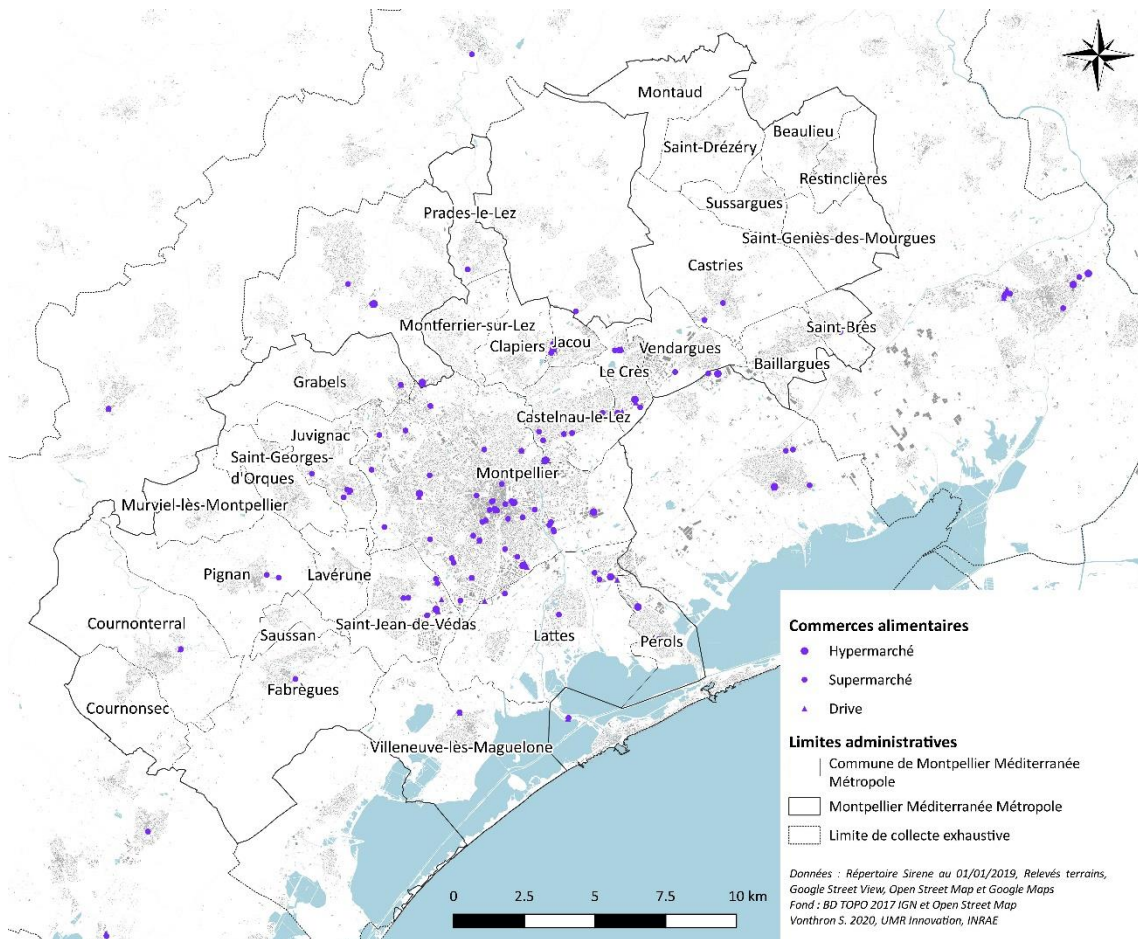 Montaud
Beaulieu
Saint-Drézéry
Restinclières
Sussargues
Prades-le-Lez
Saint-Geniès-des-Mourgues
Castries
Montferrier-sur-Lez
Saint-Brès
Clapiers
Jacou
Vendargues
Baillargues
Le Crès
Grabels
Castelnau-le-Lez
Juvignac
Saint-Georges-
d'Orques
Montpellier
Murviel-lès-Montpellier
Pignan
Lavérune
Cournonterral
Saint-Jean-de-Védas
Saussan
Lattes
Pérols
Fabrègues
Cournonsec
Villeneuve-lès-Maguelone
0 2.5 5 7.5 10 km
Commerces alimentaires
Hypermarché
Supermarché
Drive
Limites administratives
Commune de Montpellier Méditerranée
Métropole
Montpellier Méditerranée Métropole
Limite de collecte exhaustive
Données : Répertoire Sirene au 01/01/2019, Relevés terrains,
Google Street View, Open Street Map et Google Maps
Fond : BD TOPO 2017 IGN et Open Street Map
Vonthron S. 2020, UMR Innovation, INRAE